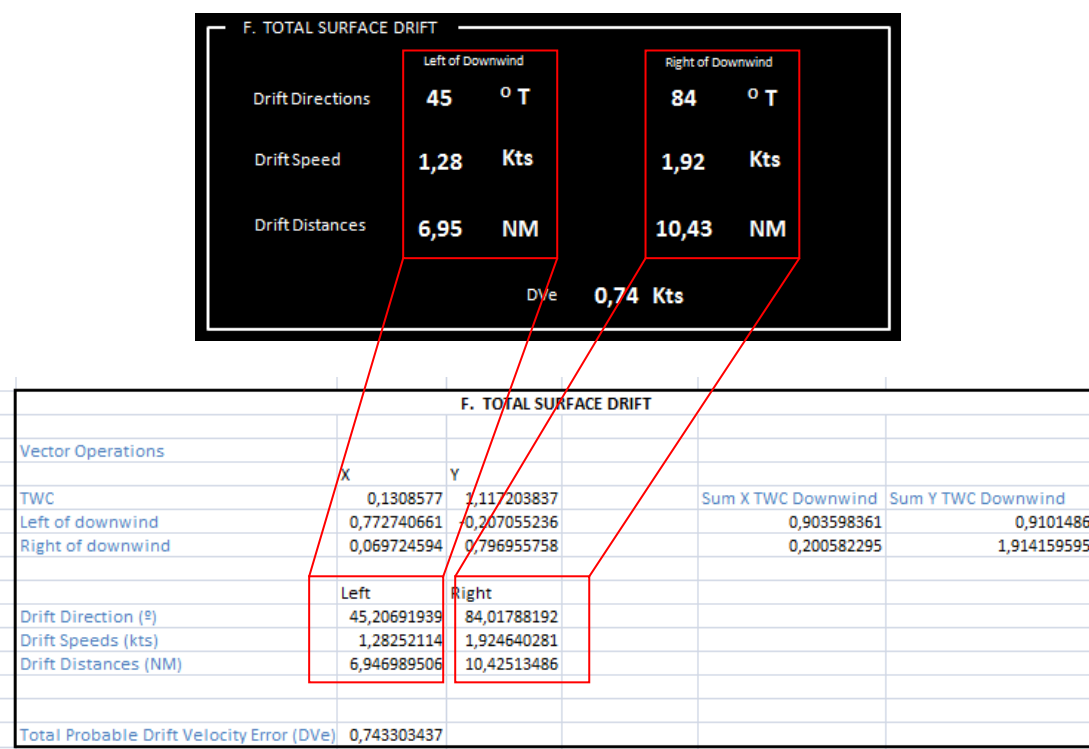 F. TOTAL SURFACE DRIFT
Left of Downwind Right of Downwind
Drift Directions 45 º T 84 º T
Drift Speed 1,28 Kts 1,92 Kts
Drift Distances 6,95 NM 10,43 NM
DVe 0,74 Kts
F. TOTAL SURFACE DRIFT
Vector Operations
X Y
TWC 0,1308577 1,117203837 Sum X TWC Downwind Sum Y TWC Downwind
Left of downwind 0,772740661 -0,207055236 0,903598361 0,9101486
Right of downwind 0,069724594 0,796955758 0,200582295 1,914159595
Left Right
Drift Direction (º) 45,20691939 84,01788192
Drift Speeds (kts) 1,28252114 1,924640281
Drift Distances (NM) 6,946989506 10,42513486
Total Probable Drift Velocity Error (DVe) 0,743303437